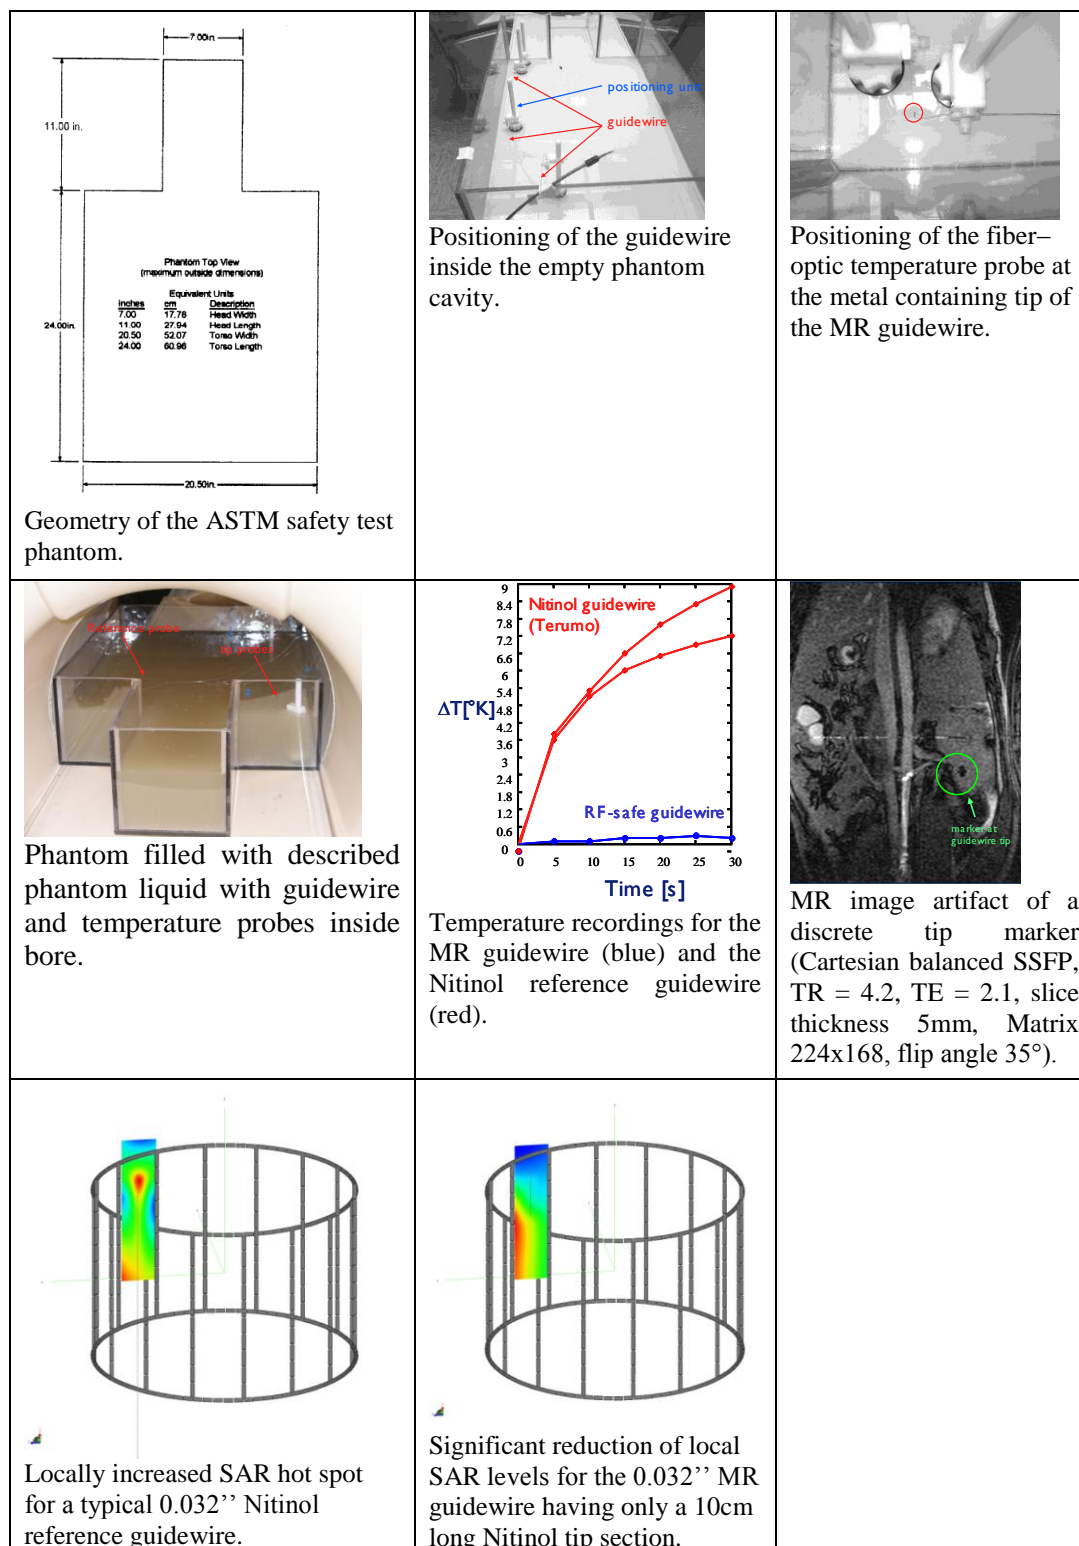 7.00in.
11.00 in.
Phantom Top View
(maximum outside dimensions)
Equivalent Units
inches cm Description
7.00 17.78 Head Width
11.00 27.94 Head Length
20.50 52.07 Torso Width
24.00 60.96 Torso Length
24.00in.
20.50in.
Geometry of the ASTM safety test
phantom.
positioning unit
guidewire
Positioning of the guidewire
inside the empty phantom
cavity.
Positioning of the fiber–
optic temperature probe at
the metal containing tip of
the MR guidewire.
Reference probe
tip probes
Phantom filled with described
phantom liquid with guidewire
and temperature probes inside
bore.
9
8.4
7.8
7.2
6.6
6
5.4
4.8
4.2
3.6
3
2.4
1.8
1.2
0.6
0
Nitinol guidewire
(Terumo)
ΔT[°K]
RF-safe guidewire
0 5 10 15 20 25 30
Time [s]
Temperature recordings for the
MR guidewire (blue) and the
Nitinol reference guidewire
(red).
marker at
guidewire tip
MR image artifact of a
discrete tip marker
(Cartesian balanced SSFP,
TR = 4.2, TE = 2.1, slice
thickness 5mm, Matrix
224x168, flip angle 35°).
Locally increased SAR hot spot
for a typical 0.032’’ Nitinol
reference guidewire.
Significant reduction of local
SAR levels for the 0.032’’ MR
guidewire having only a 10cm
long Nitinol tip section.